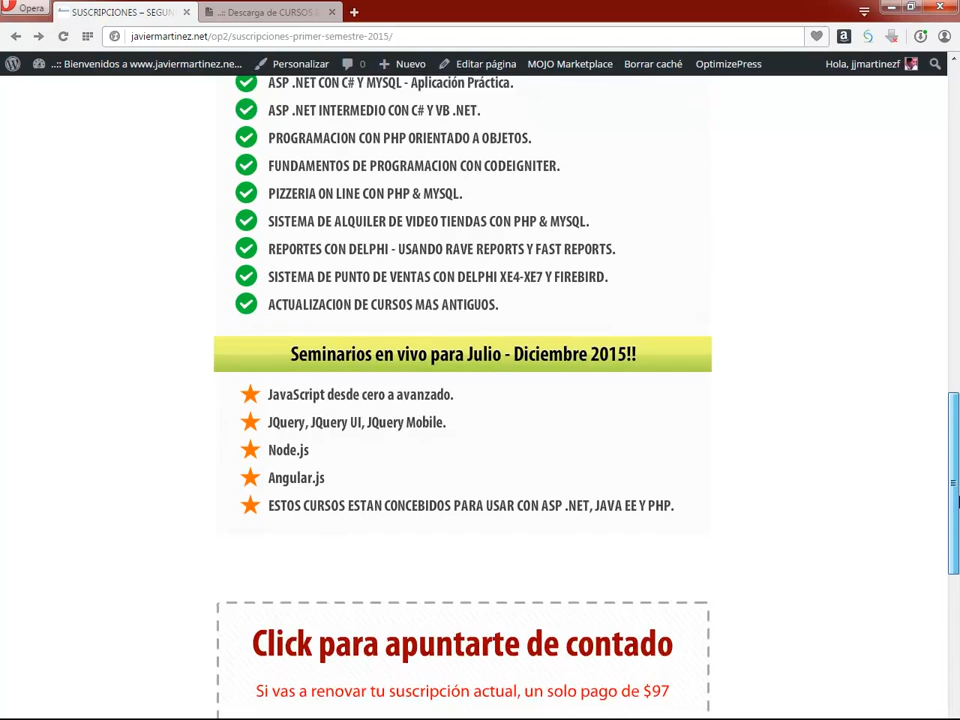 Opera
SUSCRIPCIONES – SEGUN
..:: Descarga de CURSOS
javiermartinez.net/op2/suscripciones-primer-semestre-2015/
..:: Bienvenidos a www.javiermartinez.ne... Personalizar 0 Nuevo Editar página MOJO Marketplace Borrar caché OptimizePress Hola, jjmartinezf
ASP .NET CON C# Y MYSQL - Aplicación Práctica.
ASP .NET INTERMEDIO CON C# Y VB .NET.
PROGRAMACION CON PHP ORIENTADO A OBJETOS.
FUNDAMENTOS DE PROGRAMACION CON CODEIGNITER.
PIZZERIA ON LINE CON PHP & MYSQL.
SISTEMA DE ALQUILER DE VIDEO TIENDAS CON PHP & MYSQL.
REPORTES CON DELPHI - USANDO RAVE REPORTS Y FAST REPORTS.
SISTEMA DE PUNTO DE VENTAS CON DELPHI XE4-XE7 Y FIREBIRD.
ACTUALIZACION DE CURSOS MAS ANTIGUOS.
Seminarios en vivo para Julio - Diciembre 2015!!
JavaScript desde cero a avanzado.
JQuery, JQuery UI, JQuery Mobile.
Node.js
Angular.js
ESTOS CURSOS ESTAN CONCEBIDOS PARA USAR CON ASP .NET, JAVA EE Y PHP.
Click para apuntarte de contado
Si vas a renovar tu suscripción actual, un solo pago de $97